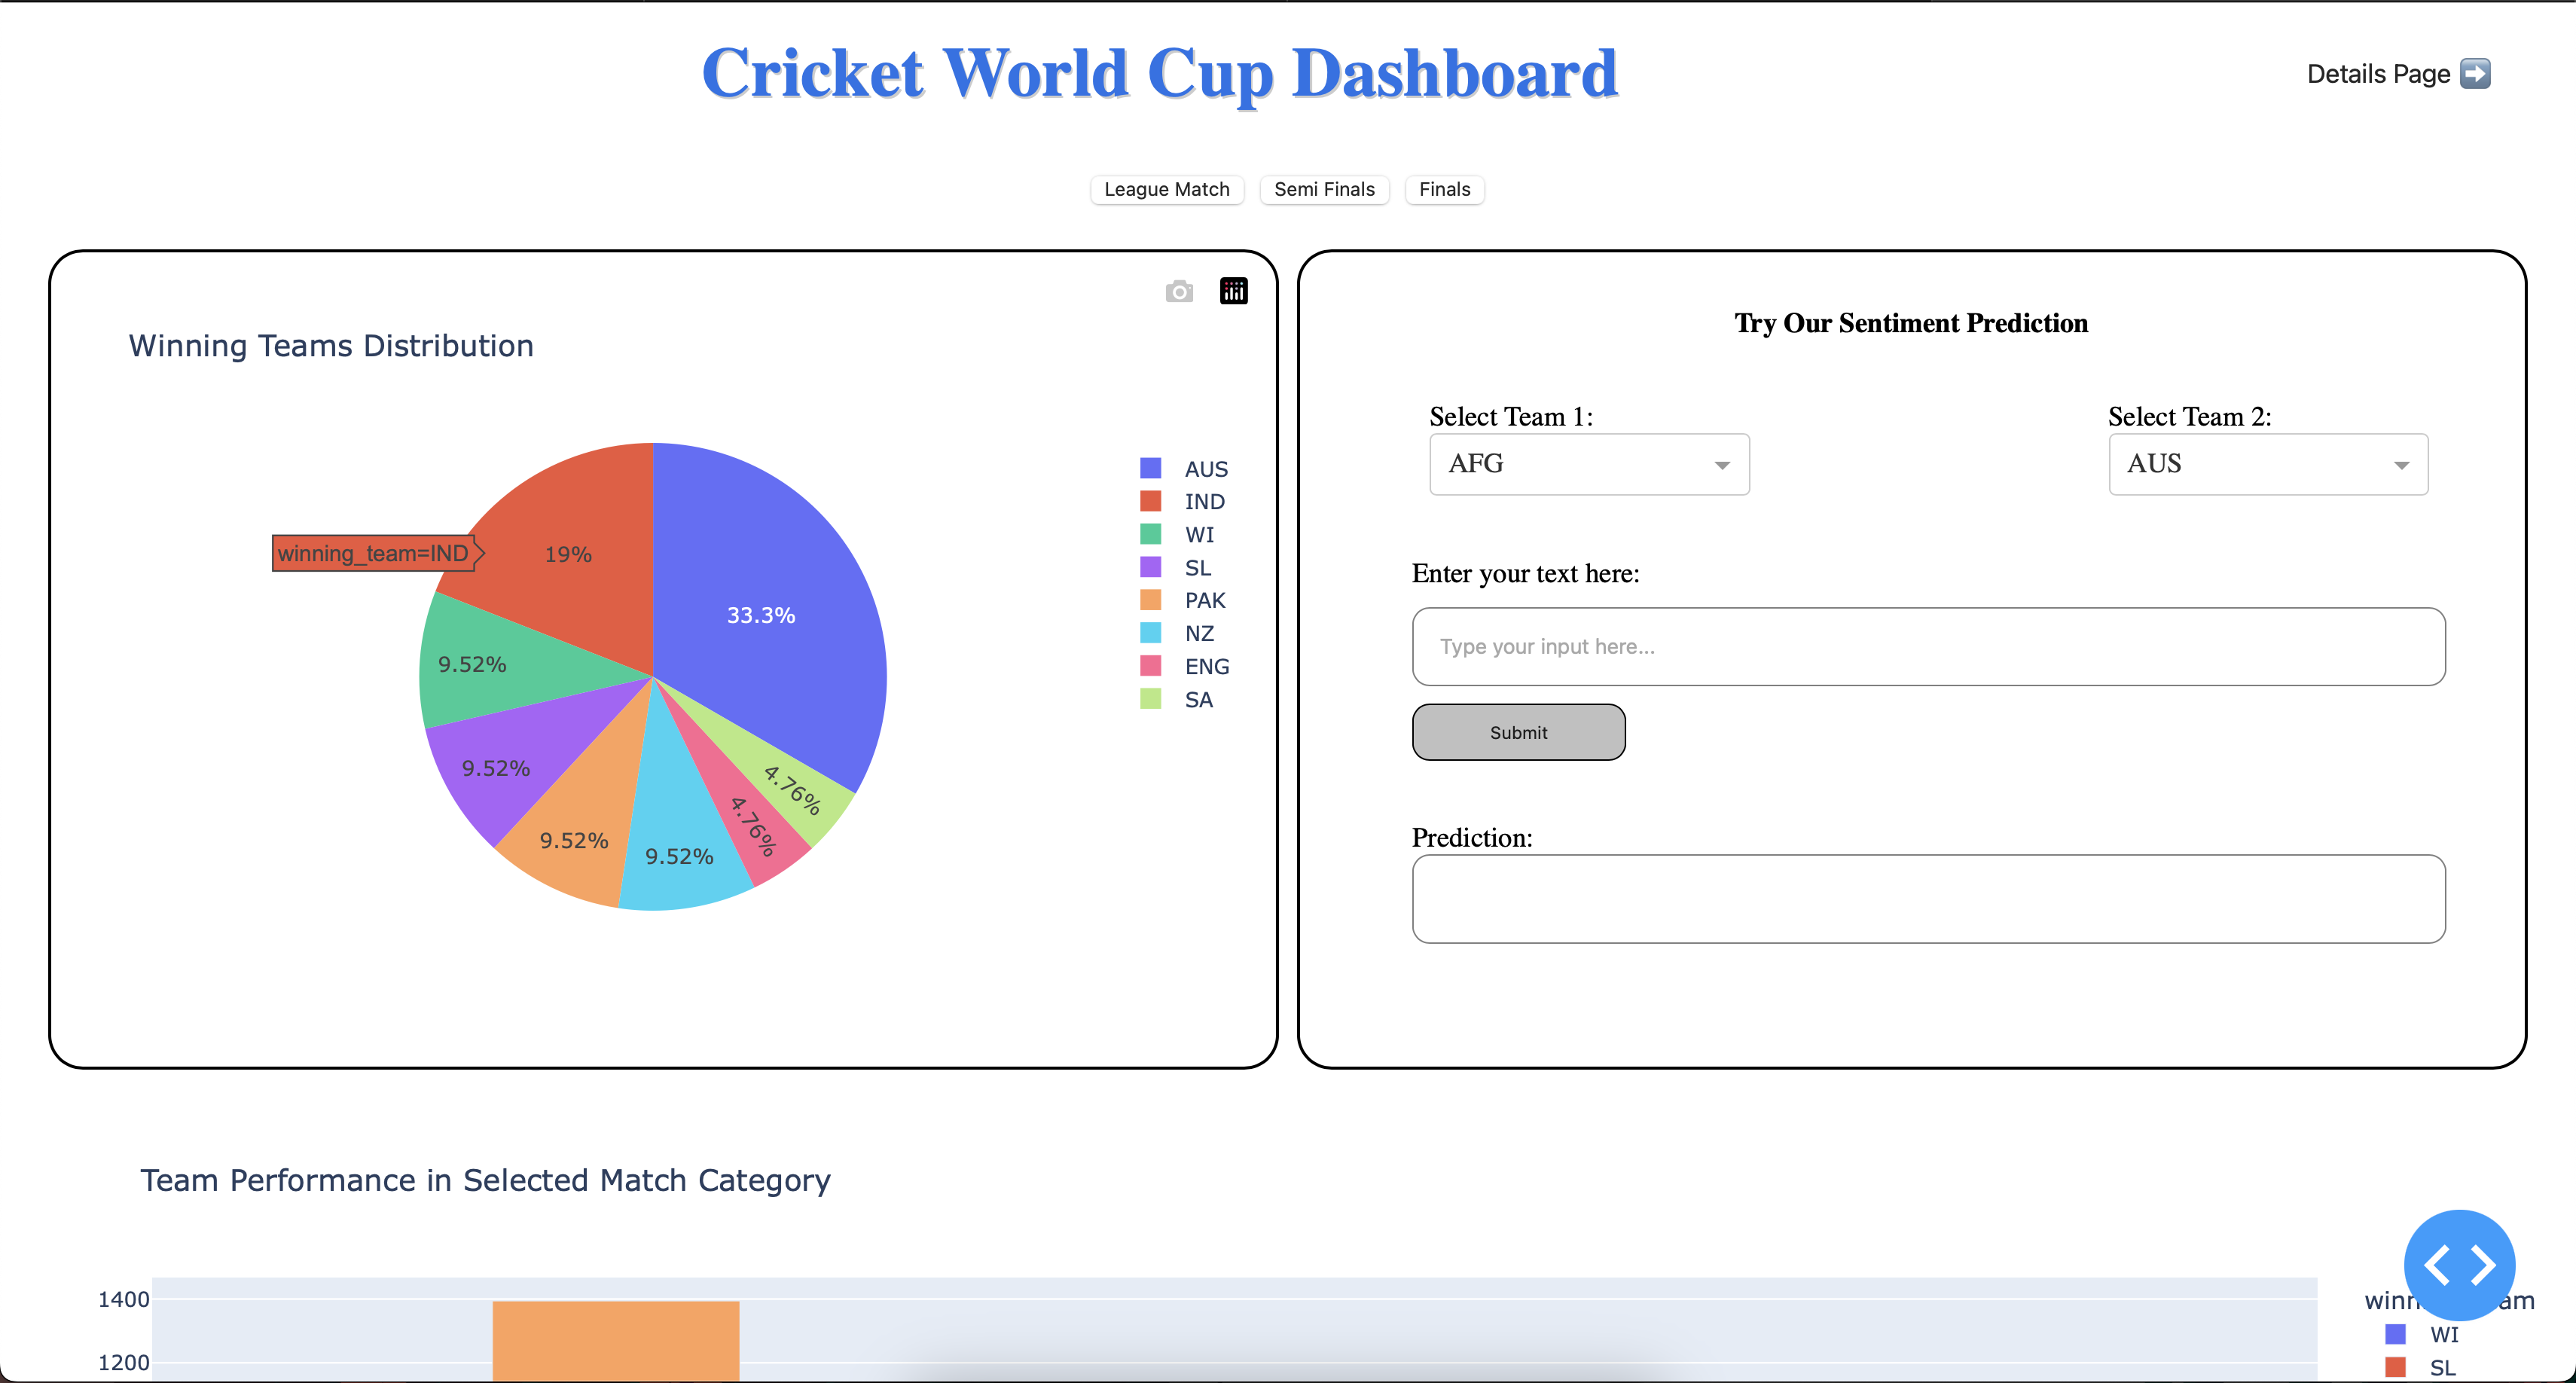 Cricket World Cup Dashboard
Details Page ➡
League Match
Semi Finals
Finals
Winning Teams Distribution
winning_team=IND
19%
33.3%
9.52%
9.52%
9.52%
9.52%
4.76%
4.76%
AUS
IND
WI
SL
PAK
NZ
ENG
SA
Try Our Sentiment Prediction
Select Team 1:
AFG
Select Team 2:
AUS
Enter your text here:
Type your input here...
Submit
Prediction:
Team Performance in Selected Match Category
1400
1200
WI
SL